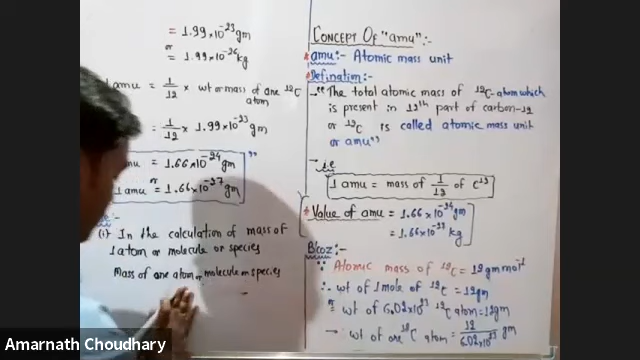 = 1.99×10⁻²³ gm
or
= 1.99×10⁻²⁶ kg
1 amu = 1/12 × wt or mass of one ¹²C atom
= 1/12 × 1.99×10⁻²³ gm
amu = 1.66×10⁻²⁴ gm
or
1 amu = 1.66×10⁻²⁷ gm
(i) In the calculation of mass of
1 atom or molecule or species
Mass of one atom or molecule or species
CONCEPT OF "amu":-
amu:- Atomic mass unit
Defination:-
"The total atomic mass of ¹²C-atom which
is present in 12th part of carbon-12
or ¹²C is called atomic mass unit
or amu"
→ i.e
1 amu = mass of 1/12 of C¹²
Value of amu = 1.66×10⁻²⁴ gm
= 1.66×10⁻²⁷ kg
B'coz:-
∵ Atomic mass of ¹²C = 12 gm mol⁻¹
∴ wt of 1 mole of ¹²C = 12 gm
or wt of 6.02×10²³ ¹²C atom = 12 gm
∴ wt of one ¹²C atom = 12/6.02×10²³ gm
Amarnath Choudhary